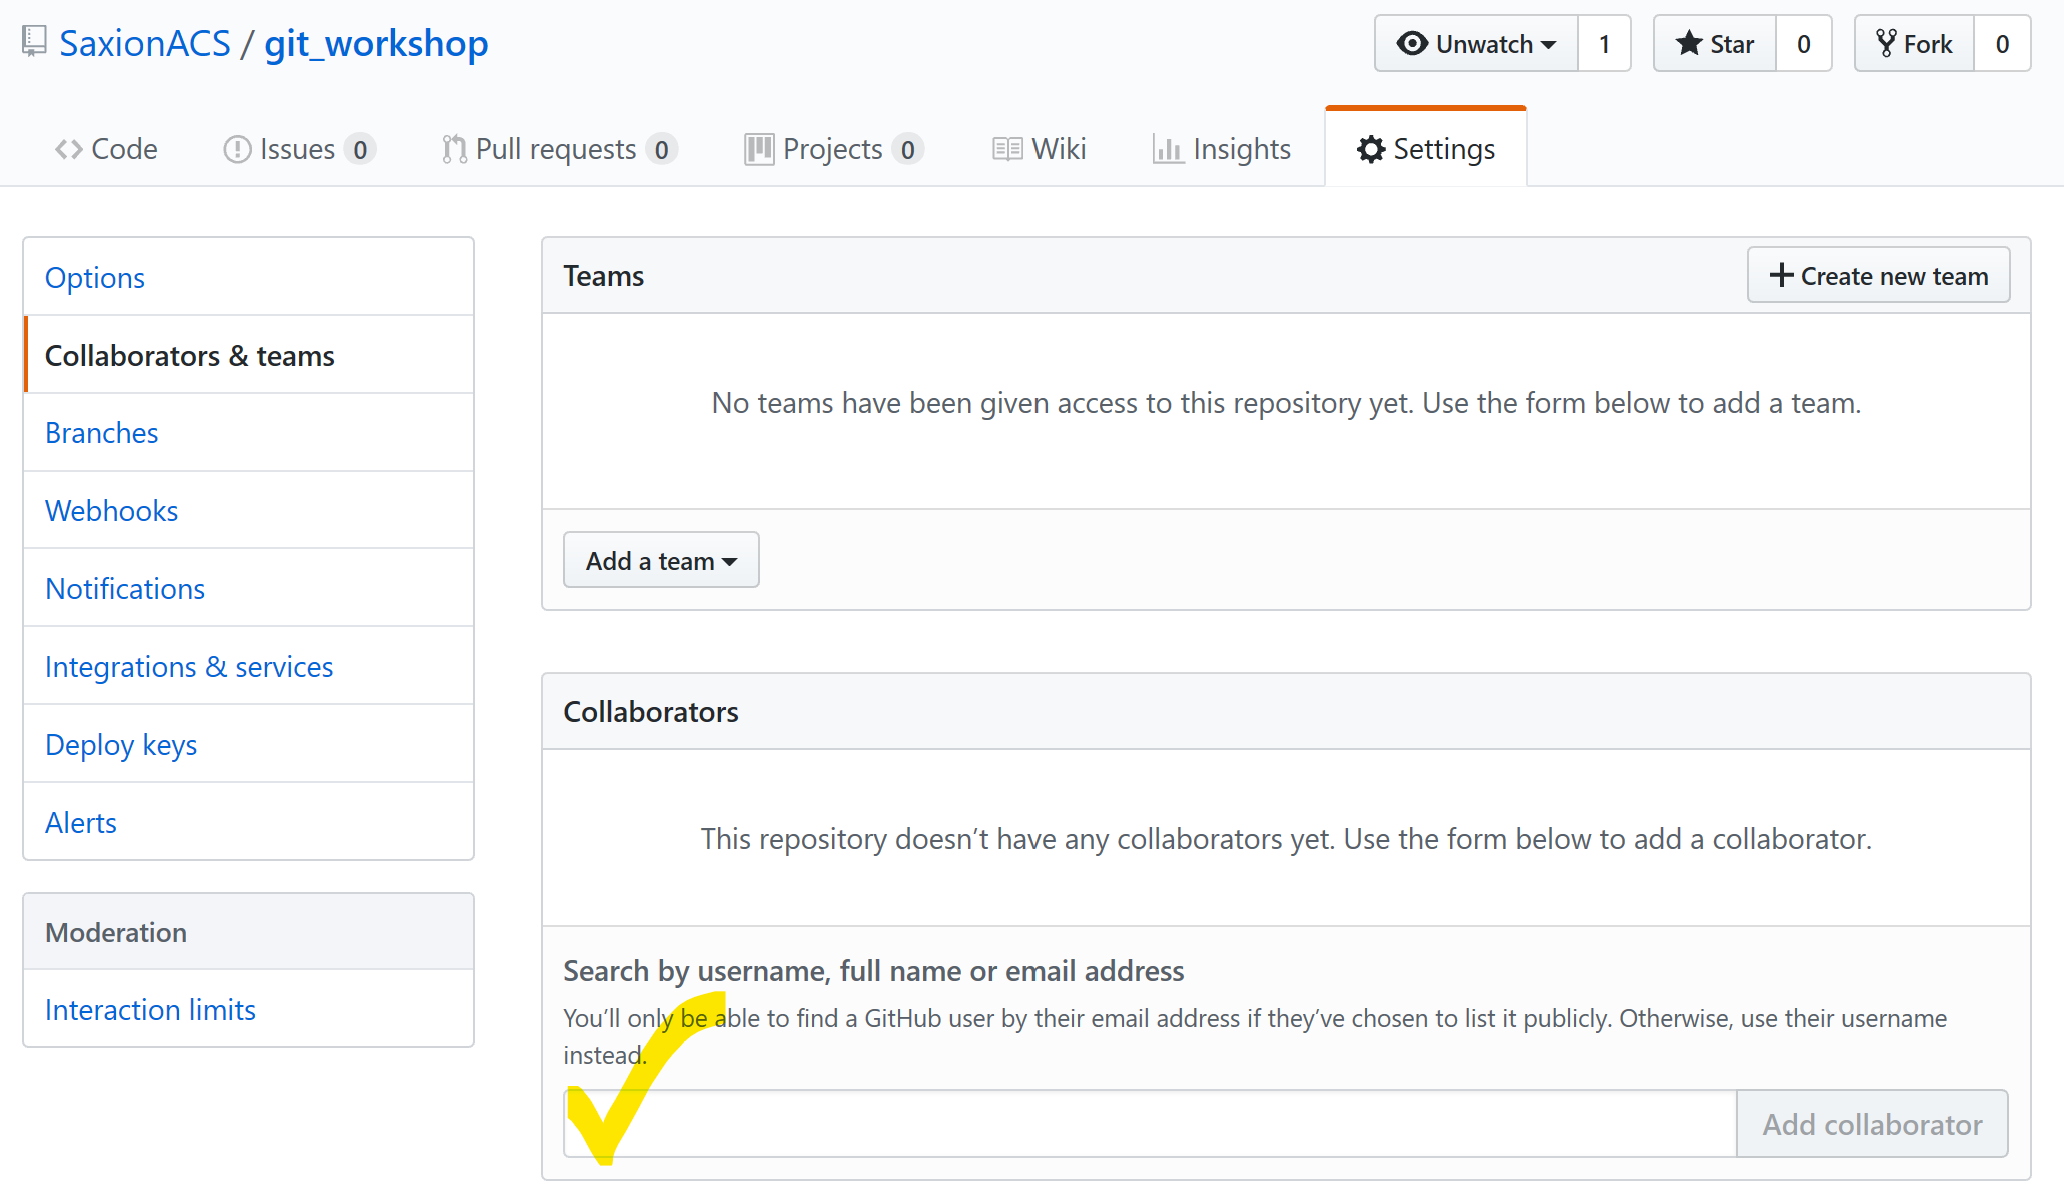 SaxionACS / git_workshop
Unwatch 1 Star 0 Fork 0
Code Issues 0 Pull requests 0 Projects 0 Wiki Insights Settings
Options
Collaborators & teams
Branches
Webhooks
Notifications
Integrations & services
Deploy keys
Alerts
Moderation
Interaction limits
Teams
Create new team
No teams have been given access to this repository yet. Use the form below to add a team.
Add a team
Collaborators
This repository doesn’t have any collaborators yet. Use the form below to add a collaborator.
Search by username, full name or email address
You’ll only be able to find a GitHub user by their email address if they’ve chosen to list it publicly. Otherwise, use their username
instead.
Add collaborator